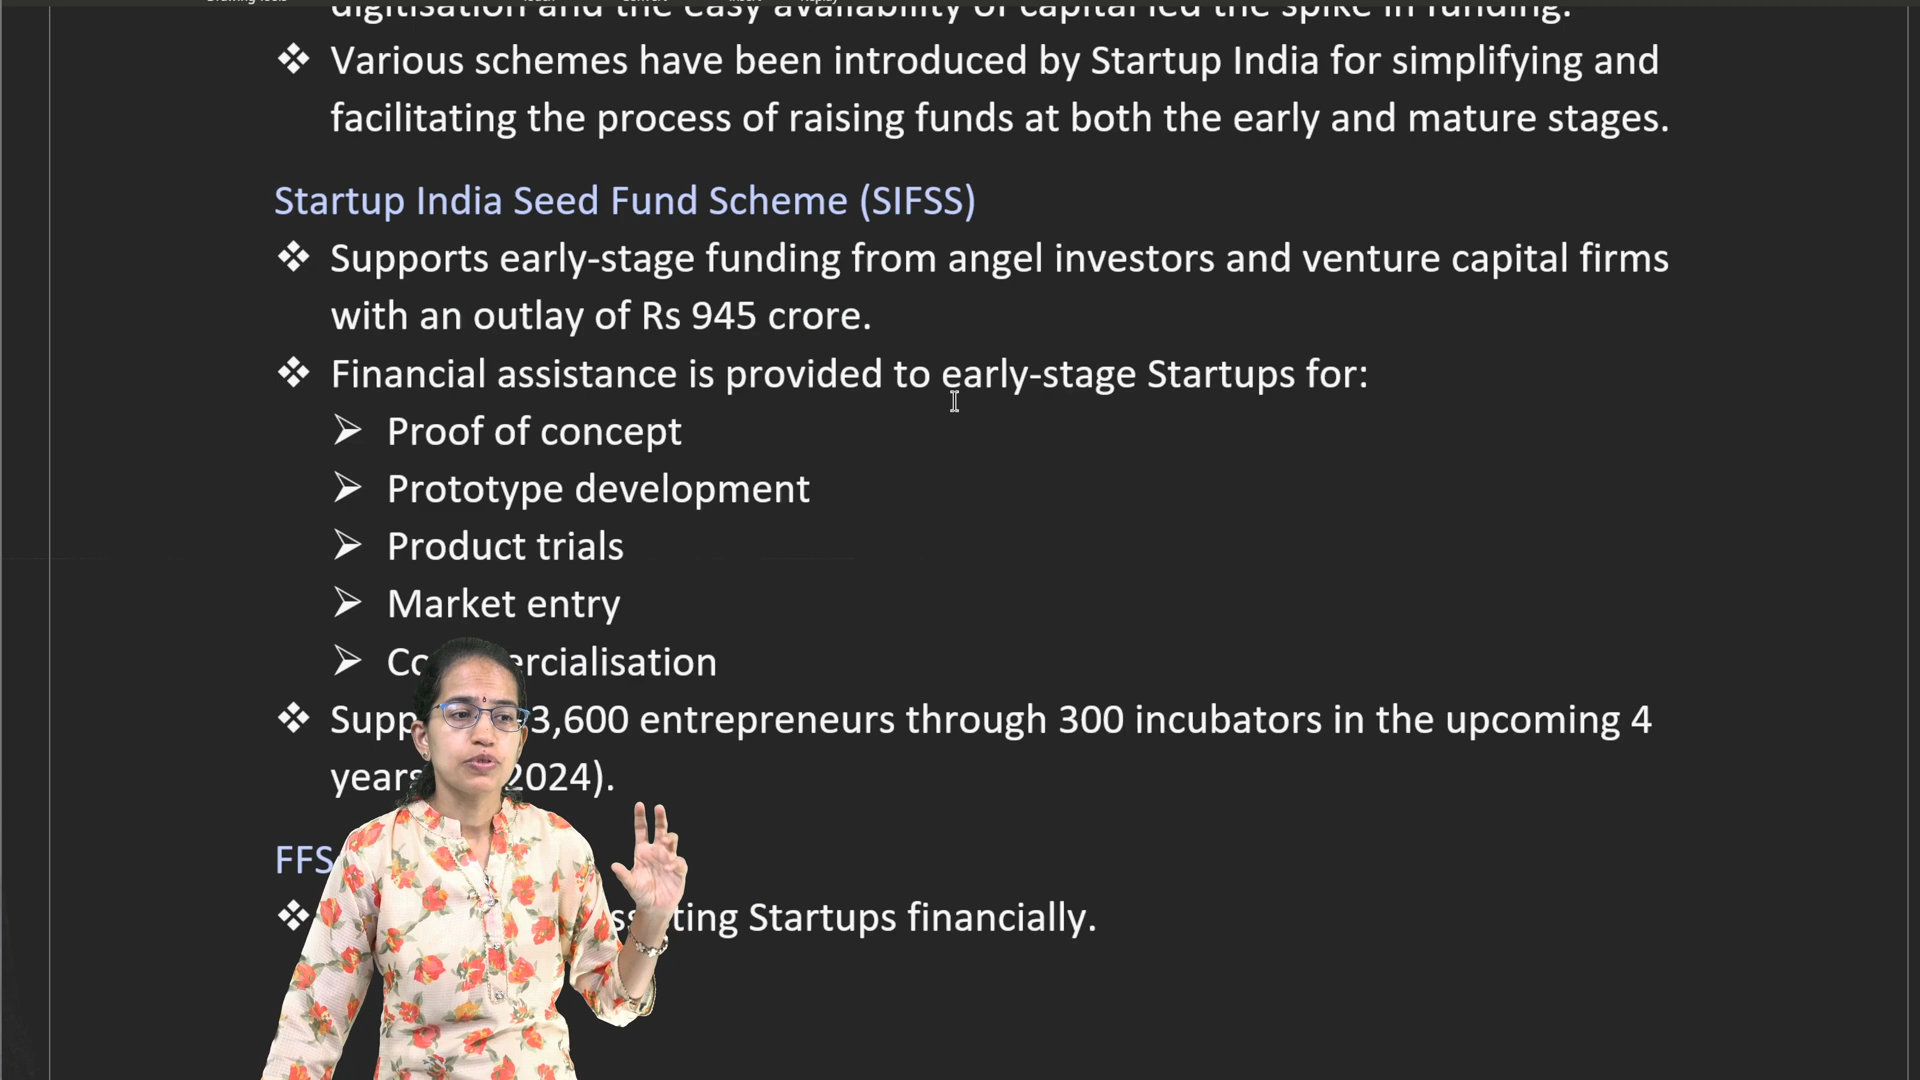 digitisation and the easy availability of capital led the spike in funding.
❖ Various schemes have been introduced by Startup India for simplifying and
facilitating the process of raising funds at both the early and mature stages.
Startup India Seed Fund Scheme (SIFSS)
❖ Supports early-stage funding from angel investors and venture capital firms
with an outlay of Rs 945 crore.
❖ Financial assistance is provided to early-stage Startups for:
➢ Proof of concept
➢ Prototype development
➢ Product trials
➢ Market entry
➢ Co ercialisation
❖ Supp 3,600 entrepreneurs through 300 incubators in the upcoming 4
years 2024).
FFS
❖ ting Startups financially.